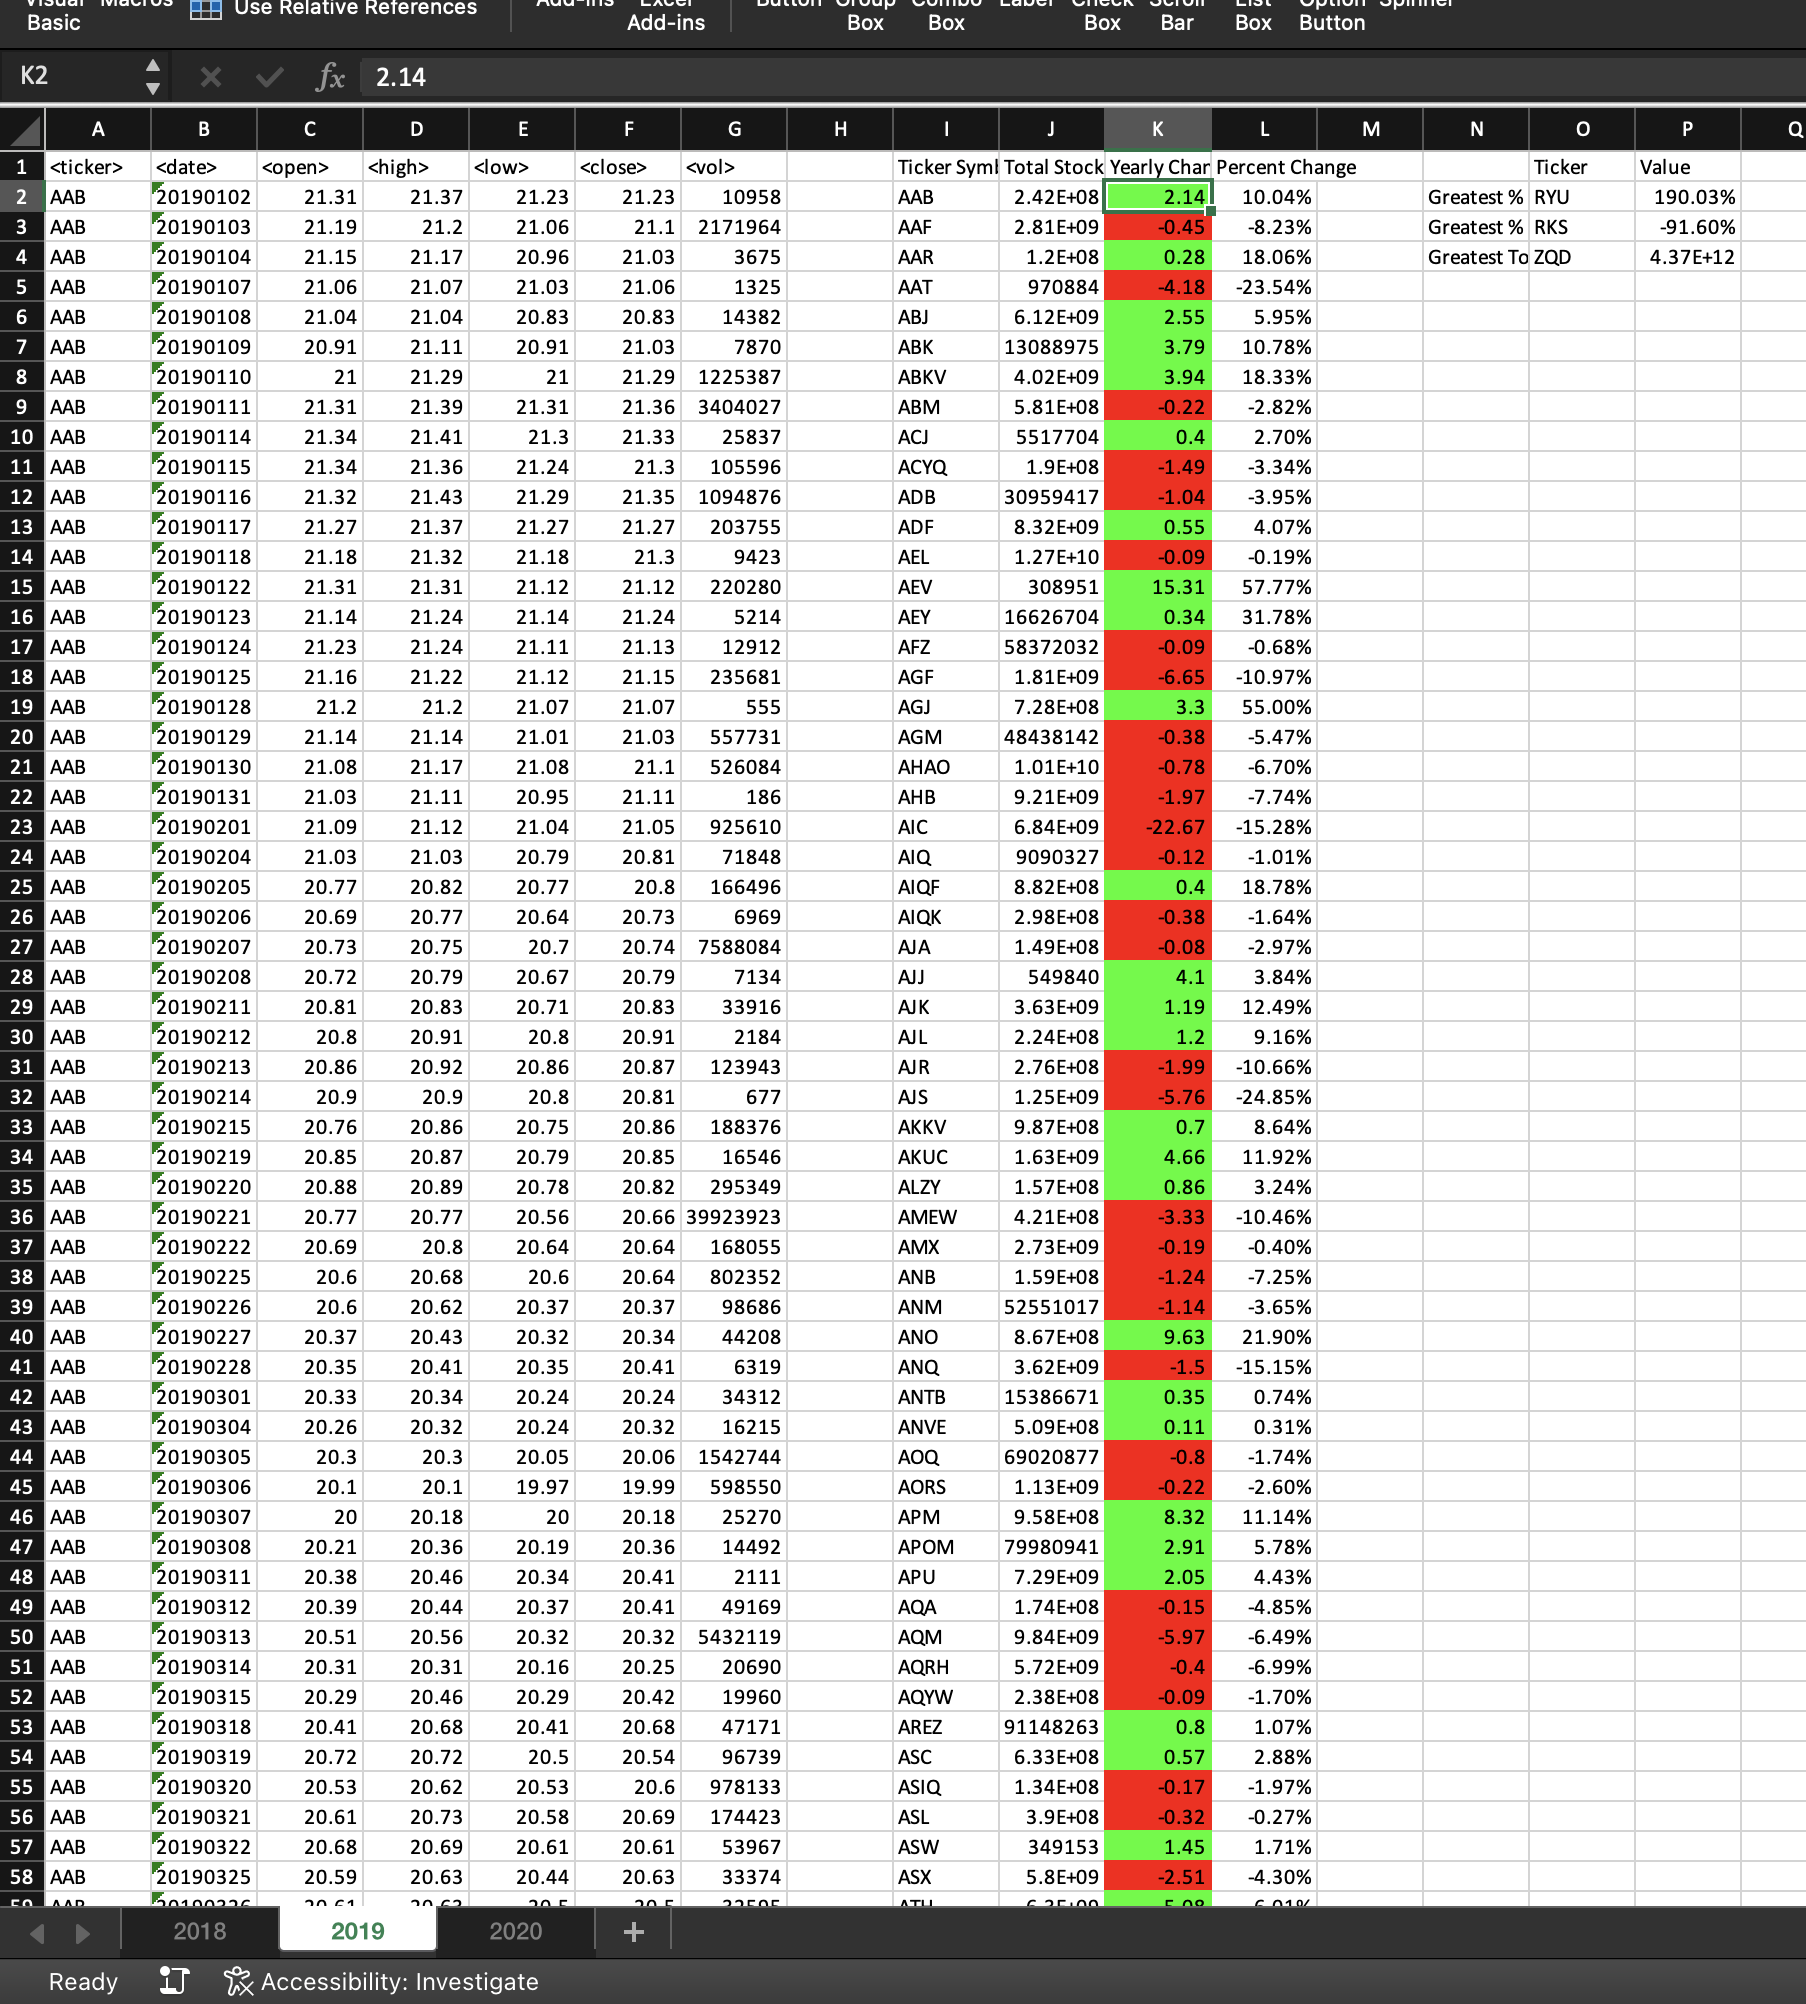 Visual Macros Use Relative References Add-ins Excel Button Group Combo Label Check Scroll List Option Spinner
Basic Add-ins Box Box Box Bar Box Button
K2 fx 2.14
A B C D E F G H I J K L M N O P Q
1 <ticker> <date> <open> <high> <low> <close> <vol> Ticker Syml Total Stock Yearly Char Percent Change Ticker Value
2 AAB 20190102 21.31 21.37 21.23 21.23 10958 AAB 2.42E+08 2.14 10.04% Greatest % RYU 190.03%
3 AAB 20190103 21.19 21.2 21.06 21.1 2171964 AAF 2.81E+09 -0.45 -8.23% Greatest % RKS -91.60%
4 AAB 20190104 21.15 21.17 20.96 21.03 3675 AAR 1.2E+08 0.28 18.06% Greatest To ZQD 4.37E+12
5 AAB 20190107 21.06 21.07 21.03 21.06 1325 AAT 970884 -4.18 -23.54%
6 AAB 20190108 21.04 21.04 20.83 20.83 14382 ABJ 6.12E+09 2.55 5.95%
7 AAB 20190109 20.91 21.11 20.91 21.03 7870 ABK 13088975 3.79 10.78%
8 AAB 20190110 21 21.29 21 21.29 1225387 ABKV 4.02E+09 3.94 18.33%
9 AAB 20190111 21.31 21.39 21.31 21.36 3404027 ABM 5.81E+08 -0.22 -2.82%
10 AAB 20190114 21.34 21.41 21.3 21.33 25837 ACJ 5517704 0.4 2.70%
11 AAB 20190115 21.34 21.36 21.24 21.3 105596 ACYQ 1.9E+08 -1.49 -3.34%
12 AAB 20190116 21.32 21.43 21.29 21.35 1094876 ADB 30959417 -1.04 -3.95%
13 AAB 20190117 21.27 21.37 21.27 21.27 203755 ADF 8.32E+09 0.55 4.07%
14 AAB 20190118 21.18 21.32 21.18 21.3 9423 AEL 1.27E+10 -0.09 -0.19%
15 AAB 20190122 21.31 21.31 21.12 21.12 220280 AEV 308951 15.31 57.77%
16 AAB 20190123 21.14 21.24 21.14 21.24 5214 AEY 16626704 0.34 31.78%
17 AAB 20190124 21.23 21.24 21.11 21.13 12912 AFZ 58372032 -0.09 -0.68%
18 AAB 20190125 21.16 21.22 21.12 21.15 235681 AGF 1.81E+09 -6.65 -10.97%
19 AAB 20190128 21.2 21.2 21.07 21.07 555 AGJ 7.28E+08 3.3 55.00%
20 AAB 20190129 21.14 21.14 21.01 21.03 557731 AGM 48438142 -0.38 -5.47%
21 AAB 20190130 21.08 21.17 21.08 21.1 526084 AHAO 1.01E+10 -0.78 -6.70%
22 AAB 20190131 21.03 21.11 20.95 21.11 186 AHB 9.21E+09 -1.97 -7.74%
23 AAB 20190201 21.09 21.12 21.04 21.05 925610 AIC 6.84E+09 -22.67 -15.28%
24 AAB 20190204 21.03 21.03 20.79 20.81 71848 AIQ 9090327 -0.12 -1.01%
25 AAB 20190205 20.77 20.82 20.77 20.8 166496 AIQF 8.82E+08 0.4 18.78%
26 AAB 20190206 20.69 20.77 20.64 20.73 6969 AIQK 2.98E+08 -0.38 -1.64%
27 AAB 20190207 20.73 20.75 20.7 20.74 7588084 AJA 1.49E+08 -0.08 -2.97%
28 AAB 20190208 20.72 20.79 20.67 20.79 7134 AJJ 549840 4.1 3.84%
29 AAB 20190211 20.81 20.83 20.71 20.83 33916 AJK 3.63E+09 1.19 12.49%
30 AAB 20190212 20.8 20.91 20.8 20.91 2184 AJL 2.24E+08 1.2 9.16%
31 AAB 20190213 20.86 20.92 20.86 20.87 123943 AJR 2.76E+08 -1.99 -10.66%
32 AAB 20190214 20.9 20.9 20.8 20.81 677 AJS 1.25E+09 -5.76 -24.85%
33 AAB 20190215 20.76 20.86 20.75 20.86 188376 AKKV 9.87E+08 0.7 8.64%
34 AAB 20190219 20.85 20.87 20.79 20.85 16546 AKUC 1.63E+09 4.66 11.92%
35 AAB 20190220 20.88 20.89 20.78 20.82 295349 ALZY 1.57E+08 0.86 3.24%
36 AAB 20190221 20.77 20.77 20.56 20.66 39923923 AMEW 4.21E+08 -3.33 -10.46%
37 AAB 20190222 20.69 20.8 20.64 20.64 168055 AMX 2.73E+09 -0.19 -0.40%
38 AAB 20190225 20.6 20.68 20.6 20.64 802352 ANB 1.59E+08 -1.24 -7.25%
39 AAB 20190226 20.6 20.62 20.37 20.37 98686 ANM 52551017 -1.14 -3.65%
40 AAB 20190227 20.37 20.43 20.32 20.34 44208 ANO 8.67E+08 9.63 21.90%
41 AAB 20190228 20.35 20.41 20.35 20.41 6319 ANQ 3.62E+09 -1.5 -15.15%
42 AAB 20190301 20.33 20.34 20.24 20.24 34312 ANTB 15386671 0.35 0.74%
43 AAB 20190304 20.26 20.32 20.24 20.32 16215 ANVE 5.09E+08 0.11 0.31%
44 AAB 20190305 20.3 20.3 20.05 20.06 1542744 AOQ 69020877 -0.8 -1.74%
45 AAB 20190306 20.1 20.1 19.97 19.99 598550 AORS 1.13E+09 -0.22 -2.60%
46 AAB 20190307 20 20.18 20 20.18 25270 APM 9.58E+08 8.32 11.14%
47 AAB 20190308 20.21 20.36 20.19 20.36 14492 APOM 79980941 2.91 5.78%
48 AAB 20190311 20.38 20.46 20.34 20.41 2111 APU 7.29E+09 2.05 4.43%
49 AAB 20190312 20.39 20.44 20.37 20.41 49169 AQA 1.74E+08 -0.15 -4.85%
50 AAB 20190313 20.51 20.56 20.32 20.32 5432119 AQM 9.84E+09 -5.97 -6.49%
51 AAB 20190314 20.31 20.31 20.16 20.25 20690 AQRH 5.72E+09 -0.4 -6.99%
52 AAB 20190315 20.29 20.46 20.29 20.42 19960 AQYW 2.38E+08 -0.09 -1.70%
53 AAB 20190318 20.41 20.68 20.41 20.68 47171 AREZ 91148263 0.8 1.07%
54 AAB 20190319 20.72 20.72 20.5 20.54 96739 ASC 6.33E+08 0.57 2.88%
55 AAB 20190320 20.53 20.62 20.53 20.6 978133 ASIQ 1.34E+08 -0.17 -1.97%
56 AAB 20190321 20.61 20.73 20.58 20.69 174423 ASL 3.9E+08 -0.32 -0.27%
57 AAB 20190322 20.68 20.69 20.61 20.61 53967 ASW 349153 1.45 1.71%
58 AAB 20190325 20.59 20.63 20.44 20.63 33374 ASX 5.8E+09 -2.51 -4.30%
2018 2019 2020 +
Ready Accessibility: Investigate